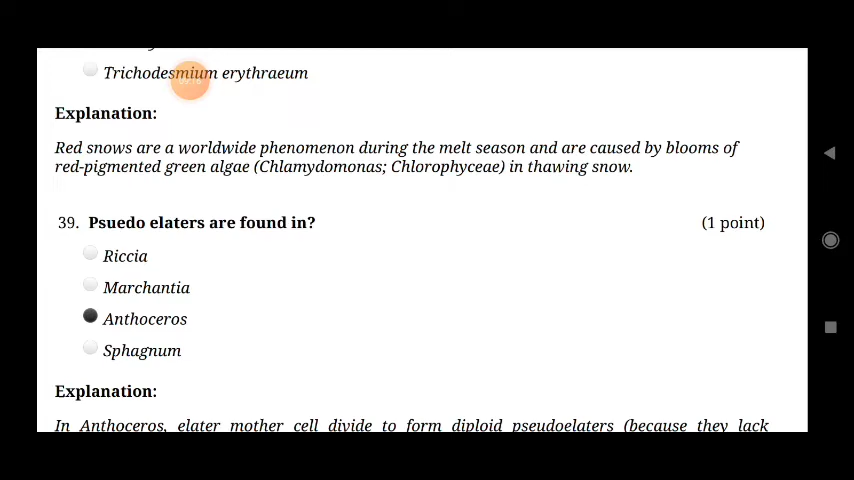 Trichodesmium erythraeum
Explanation:
Red snows are a worldwide phenomenon during the melt season and are caused by blooms of
red-pigmented green algae (Chlamydomonas; Chlorophyceae) in thawing snow.
39. Psuedo elaters are found in? (1 point)
Riccia
Marchantia
Anthoceros
Sphagnum
Explanation:
In Anthoceros, elater mother cell divide to form diploid pseudoelaters (because they lack